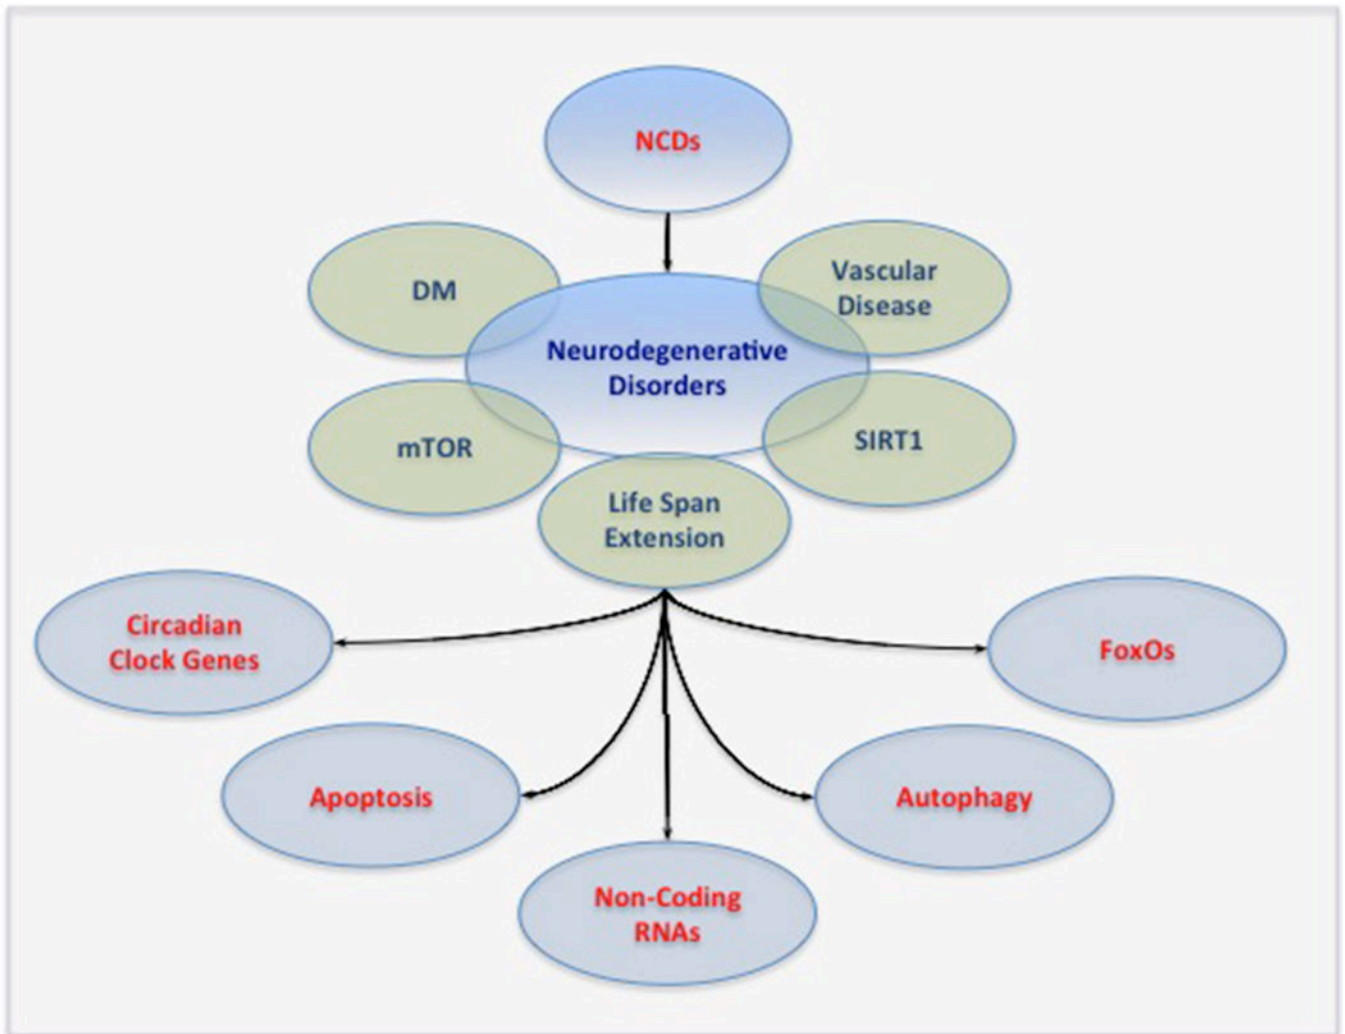 NCDs
DM
Vascular
Disease
Neurodegenerative
Disorders
mTOR
SIRT1
Life Span
Extension
Circadian
Clock Genes
FoxOs
Apoptosis
Autophagy
Non-Coding
RNAs